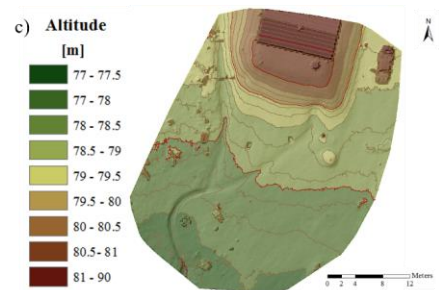 c) Altitude
[m]
77 - 77.5
77 - 78
78 - 78.5
78.5 - 79
79 - 79.5
79.5 - 80
80 - 80.5
80.5 - 81
81 - 90
N
0 2 4 6 8 12
Meters